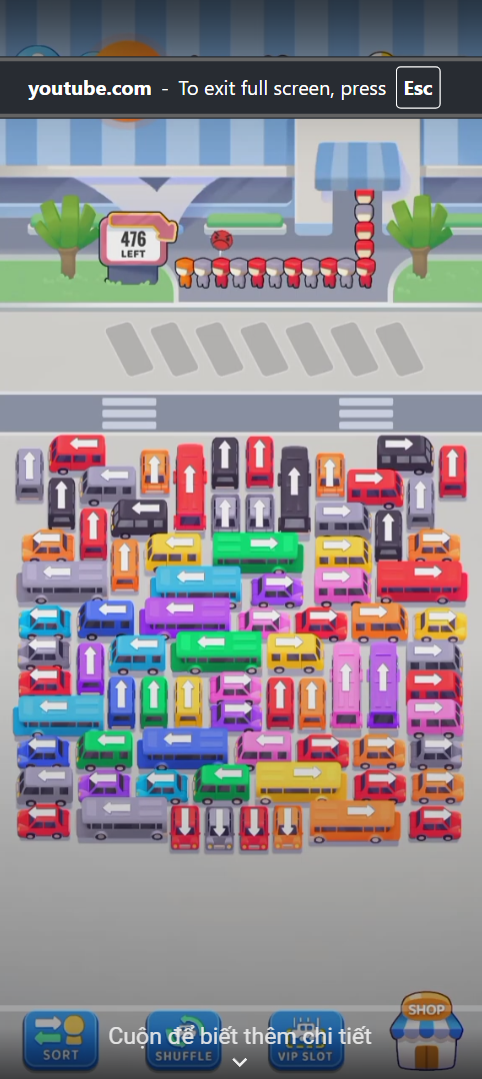 youtube.com - To exit full screen, press Esc
476
LEFT
SHOP
Cuộn để biết thêm chi tiết
SORT
SHUFFLE
VIP SLOT